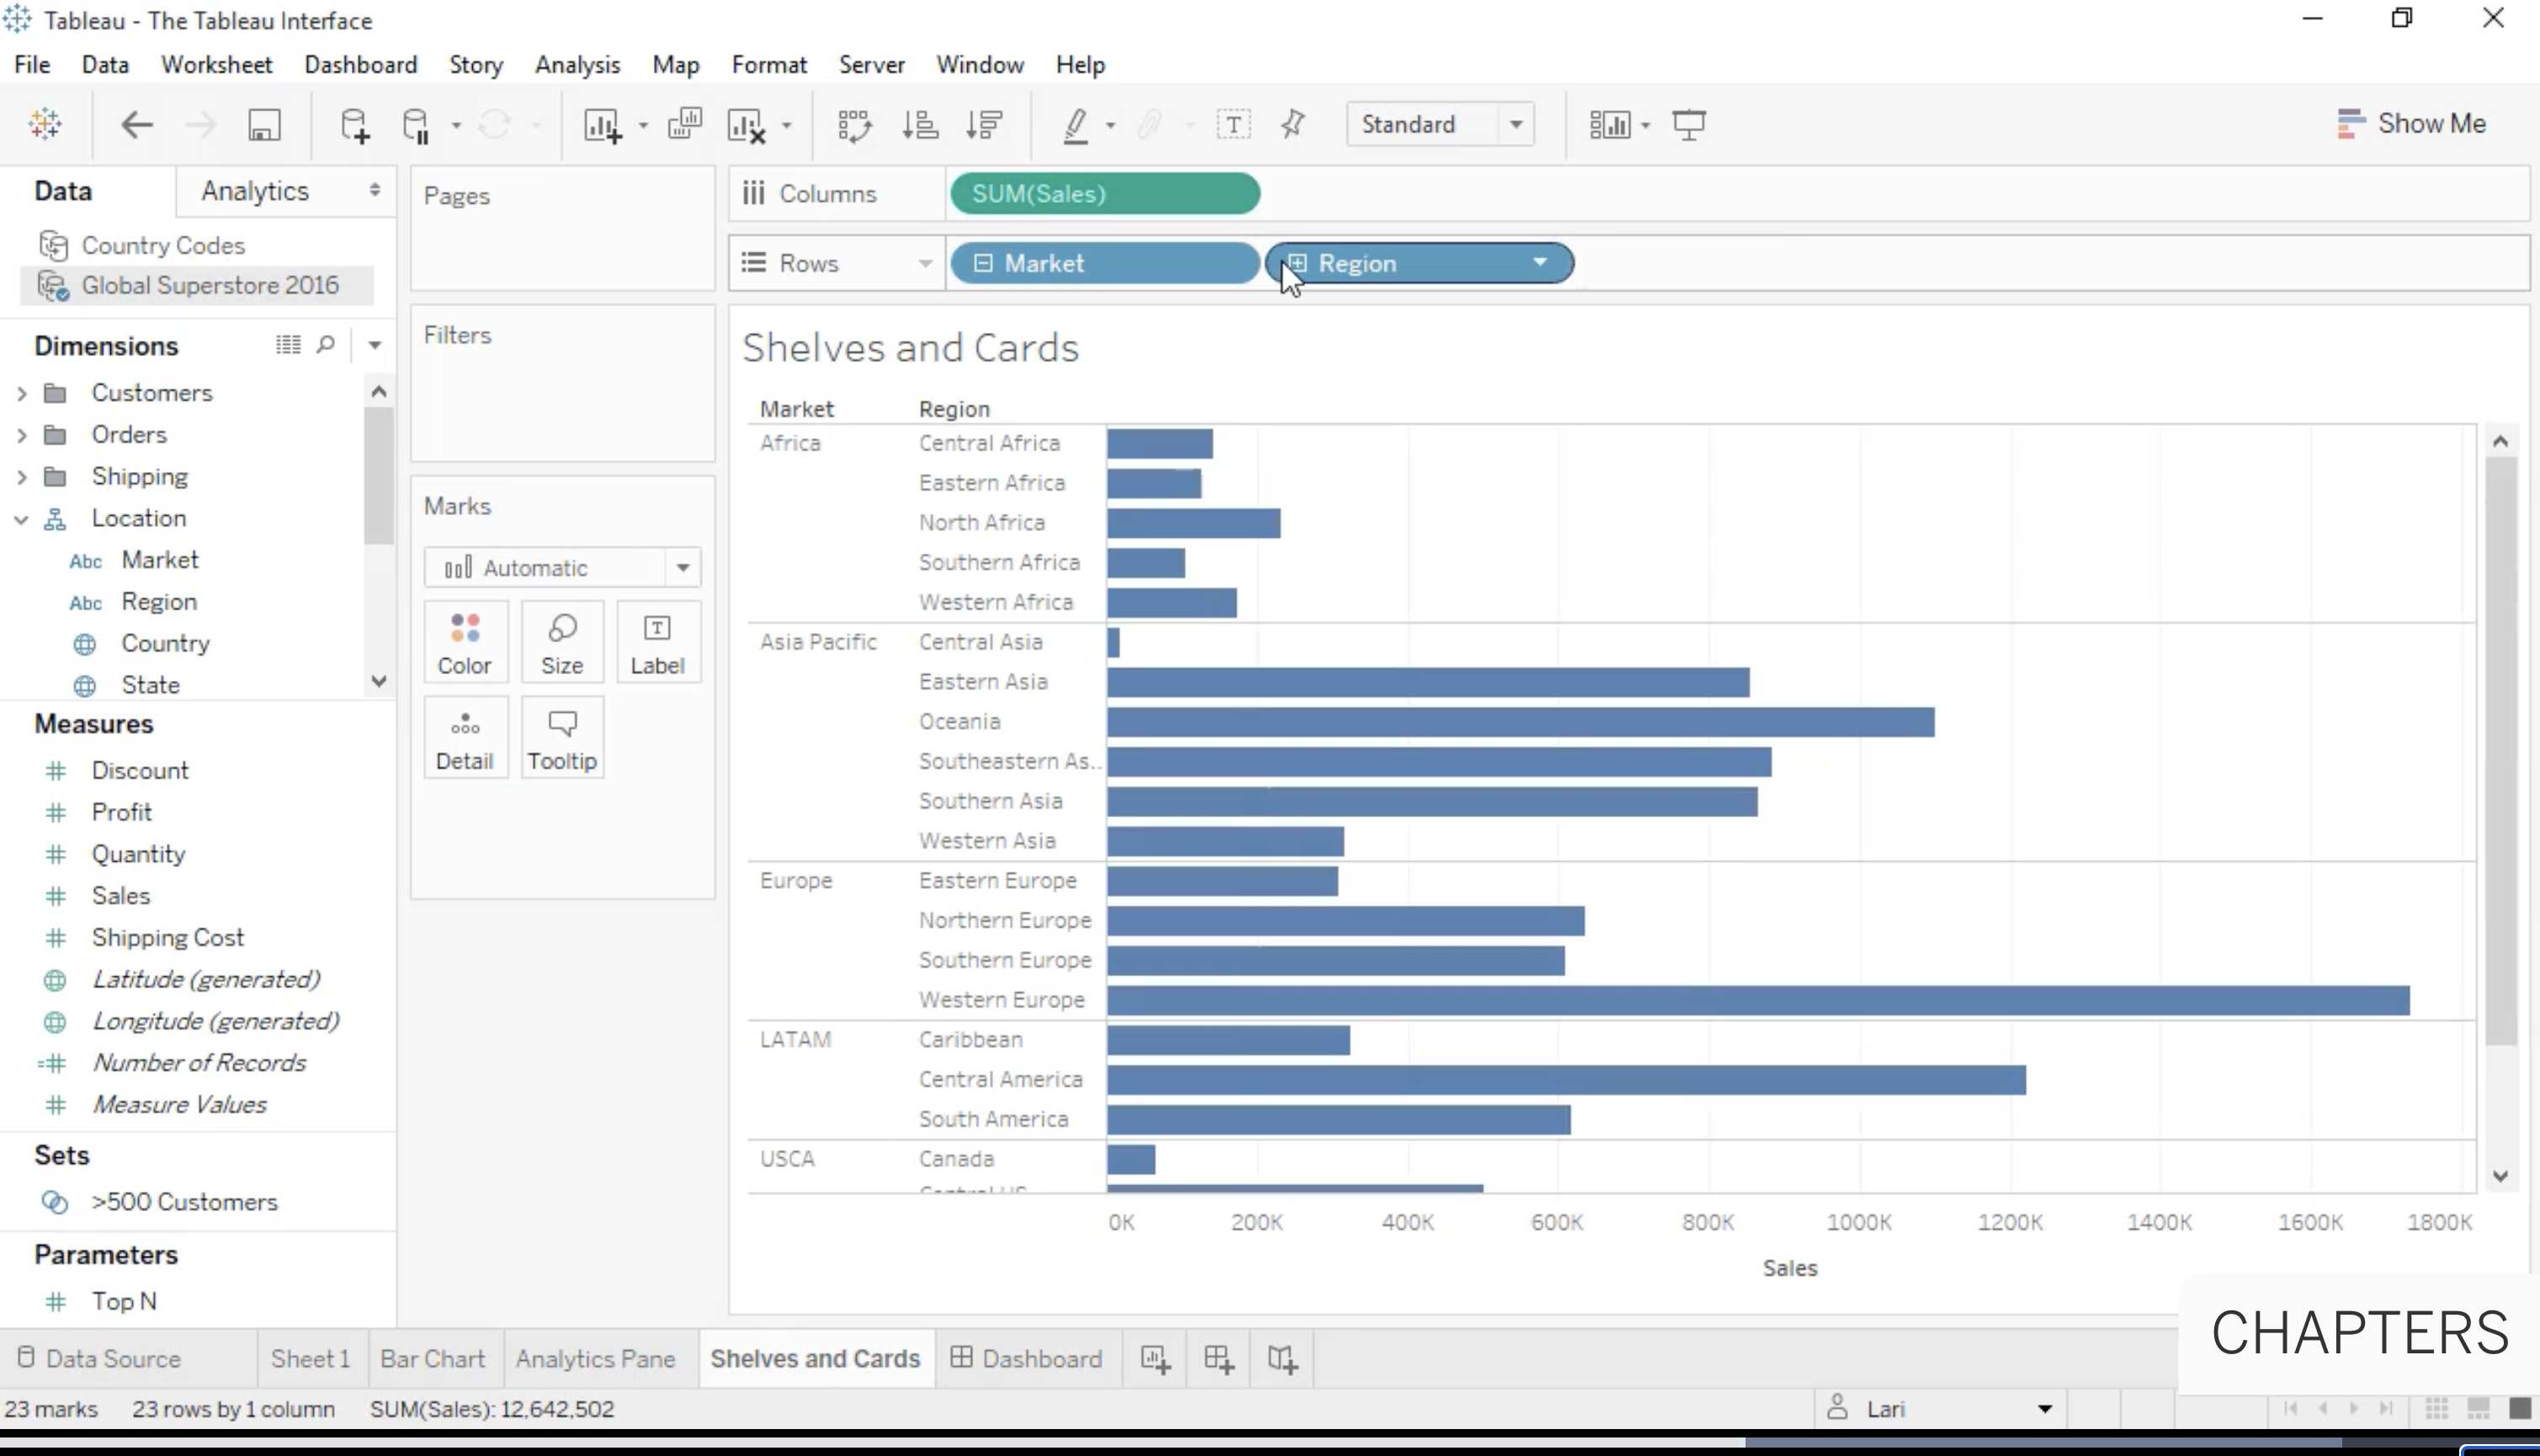 Tableau - The Tableau Interface
File Data Worksheet Dashboard Story Analysis Map Format Server Window Help
Standard
Show Me
Data Analytics
Country Codes
Global Superstore 2016
Dimensions
Customers
Orders
Shipping
Location
Abc Market
Abc Region
Country
State
Measures
Discount
Profit
Quantity
Sales
Shipping Cost
Latitude (generated)
Longitude (generated)
Number of Records
Measure Values
Sets
>500 Customers
Parameters
Top N
Pages
Filters
Marks
Automatic
Color Size Label
Detail Tooltip
Columns SUM(Sales)
Rows Market Region
Shelves and Cards
Market Region
Africa Central Africa
Eastern Africa
North Africa
Southern Africa
Western Africa
Asia Pacific Central Asia
Eastern Asia
Oceania
Southeastern As..
Southern Asia
Western Asia
Europe Eastern Europe
Northern Europe
Southern Europe
Western Europe
LATAM Caribbean
Central America
South America
USCA Canada
Central US
0K 200K 400K 600K 800K 1000K 1200K 1400K 1600K 1800K
Sales
CHAPTERS
Data Source Sheet 1 Bar Chart Analytics Pane Shelves and Cards Dashboard
23 marks 23 rows by 1 column SUM(Sales): 12,642,502 Lari